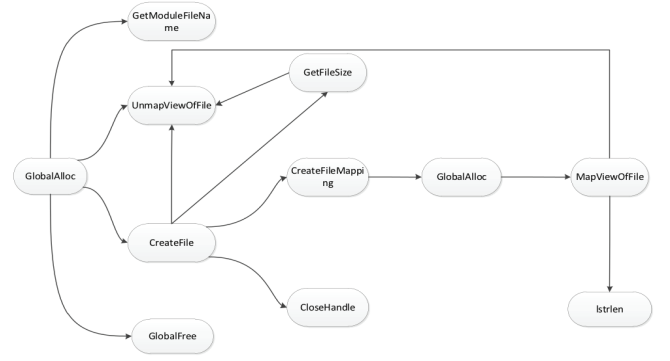 GetModuleFileNa
me
GetFileSize
UnmapViewOfFile
GlobalAlloc
CreateFileMappi
ng
GlobalAlloc
MapViewOfFile
CreateFile
CloseHandle
lstrlen
GlobalFree